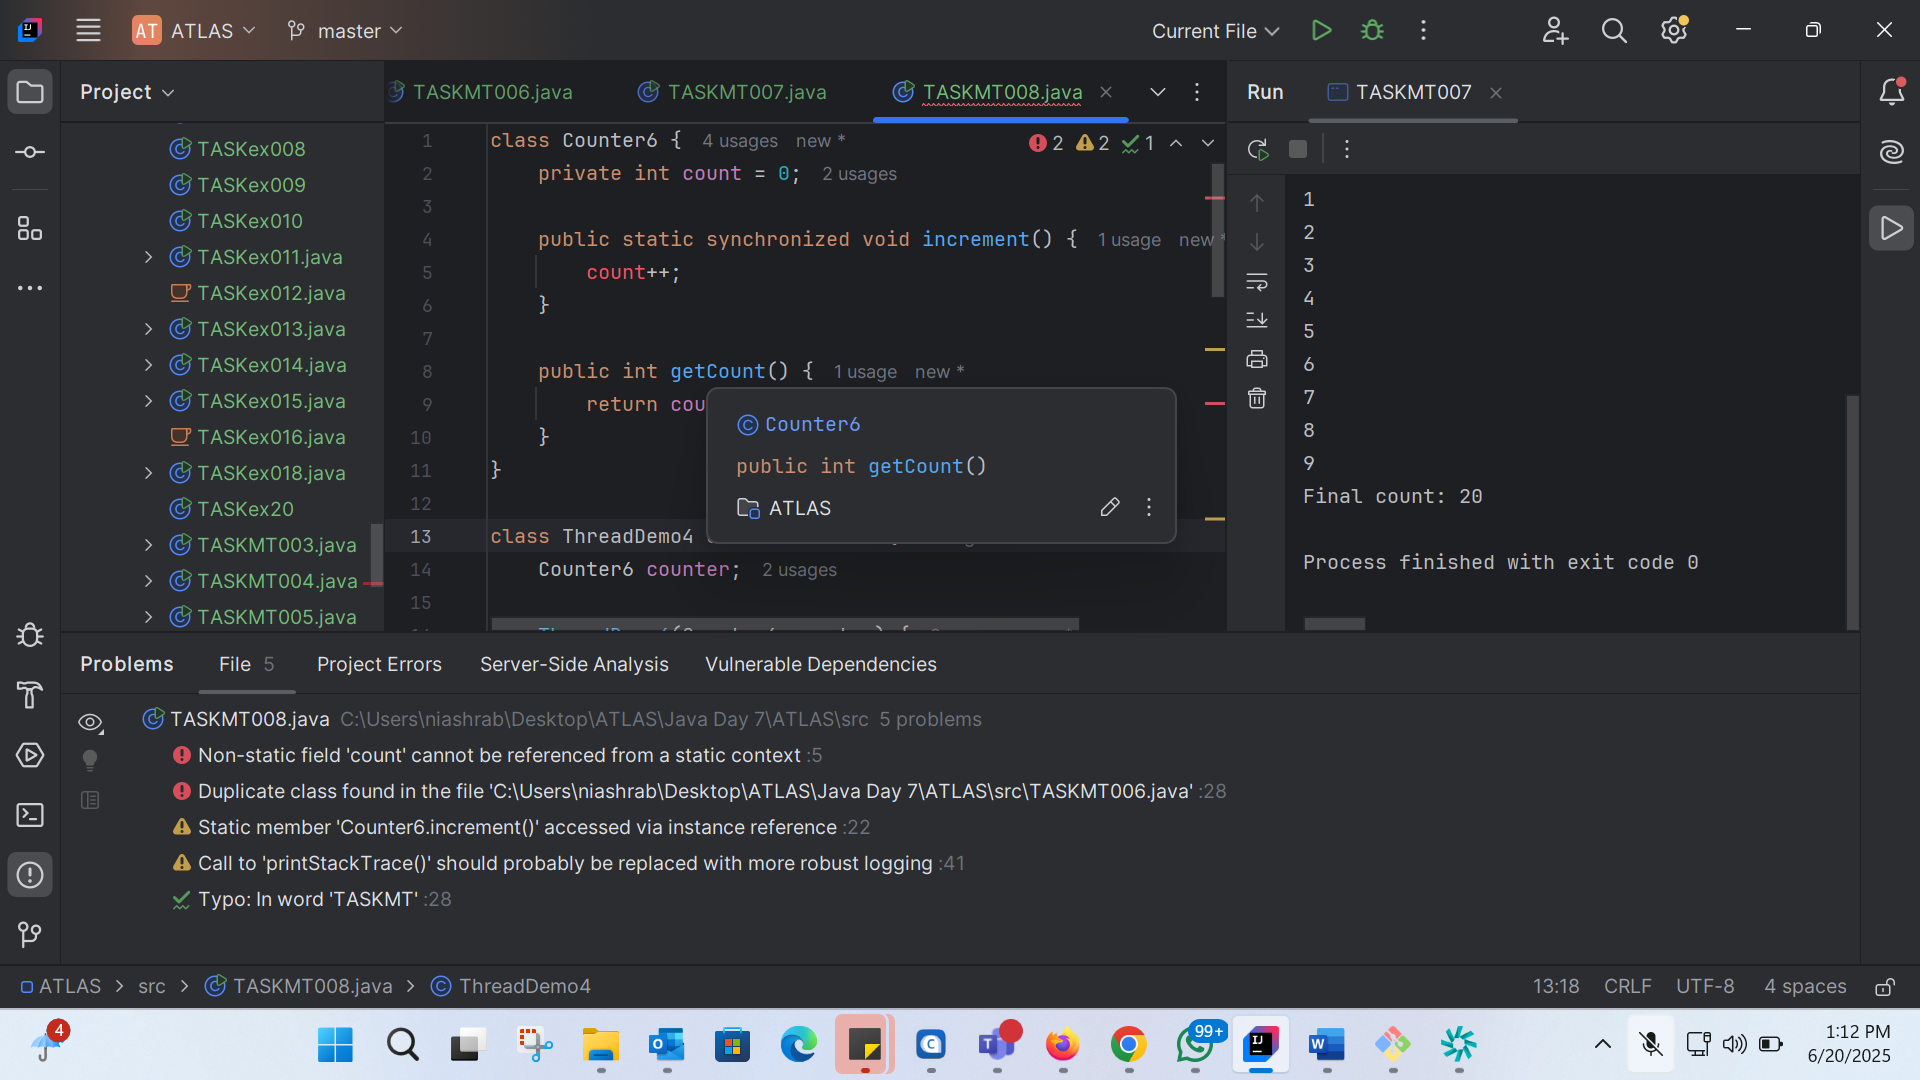 AT ATLAS master Current File
Project
TASKMT006.java TASKMT007.java TASKMT008.java
Run TASKMT007
TASKex008
TASKex009
TASKex010
TASKex011.java
TASKex012.java
TASKex013.java
TASKex014.java
TASKex015.java
TASKex016.java
TASKex018.java
TASKex20
TASKMT003.java
TASKMT004.java
TASKMT005.java
2 2 1
1 class Counter6 { 4 usages new *
2 private int count = 0; 2 usages
3
4 public static synchronized void increment() { 1 usage new *
5 count++;
6 }
7
8 public int getCount() { 1 usage new *
9 return cou
10 }
11 }
12
13 class ThreadDemo4
14 Counter6 counter; 2 usages
15
Counter6
public int getCount()
ATLAS
1
2
3
4
5
6
7
8
9
Final count: 20
Process finished with exit code 0
Problems File 5 Project Errors Server-Side Analysis Vulnerable Dependencies
TASKMT008.java C:\Users\niashrab\Desktop\ATLAS\Java Day 7\ATLAS\src 5 problems
Non-static field 'count' cannot be referenced from a static context :5
Duplicate class found in the file 'C:\Users\niashrab\Desktop\ATLAS\Java Day 7\ATLAS\src\TASKMT006.java' :28
Static member 'Counter6.increment()' accessed via instance reference :22
Call to 'printStackTrace()' should probably be replaced with more robust logging :41
Typo: In word 'TASKMT' :28
ATLAS > src > TASKMT008.java > ThreadDemo4
13:18 CRLF UTF-8 4 spaces
4
99+
1:12 PM
6/20/2025